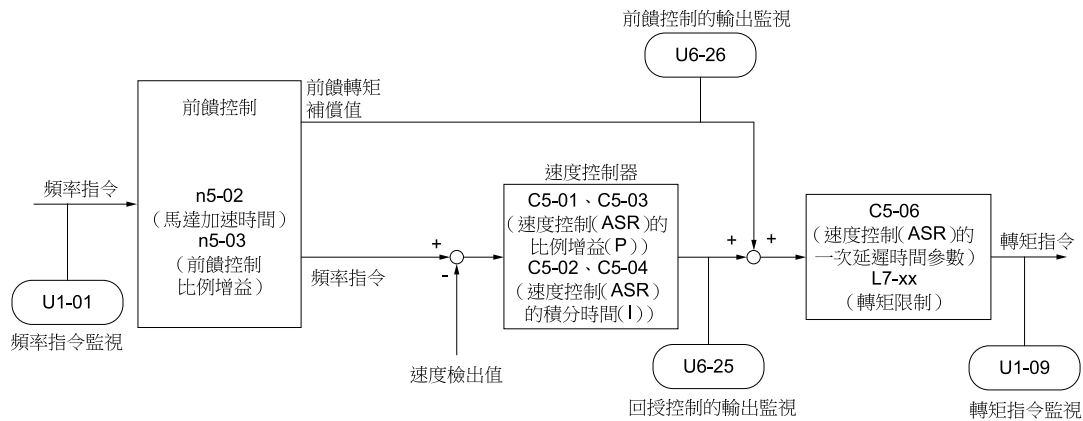 前饋控制的輸出監視
U6-26
前饋控制
前饋轉矩
補償值
頻率指令
n5-02
（馬達加速時間）
n5-03
（前饋控制
比例增益）
U1-01
頻率指令監視
頻率指令
+
-
速度檢出值
速度控制器
C5-01、C5-03
（速度控制(ASR)的
比例增益(P)）
C5-02、C5-04
（速度控制(ASR)
的積分時間(I)）
+
+
U6-25
回授控制的輸出監視
C5-06
（速度控制(ASR)的
一次延遲時間參數）
L7-xx
（轉矩限制）
轉矩指令
U1-09
轉矩指令監視